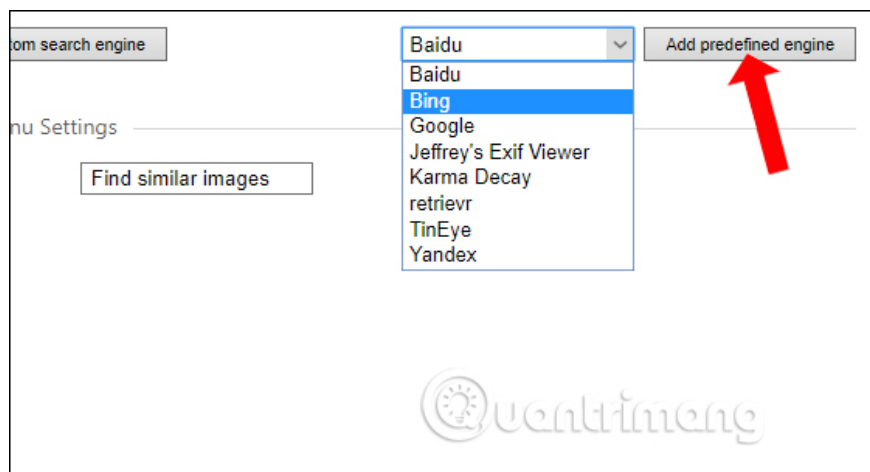 tom search engine
Baidu
Add predefined engine
Baidu
Bing
Google
Jeffrey's Exif Viewer
Karma Decay
retrievr
TinEye
Yandex
nu Settings
Find similar images
Quantrimang